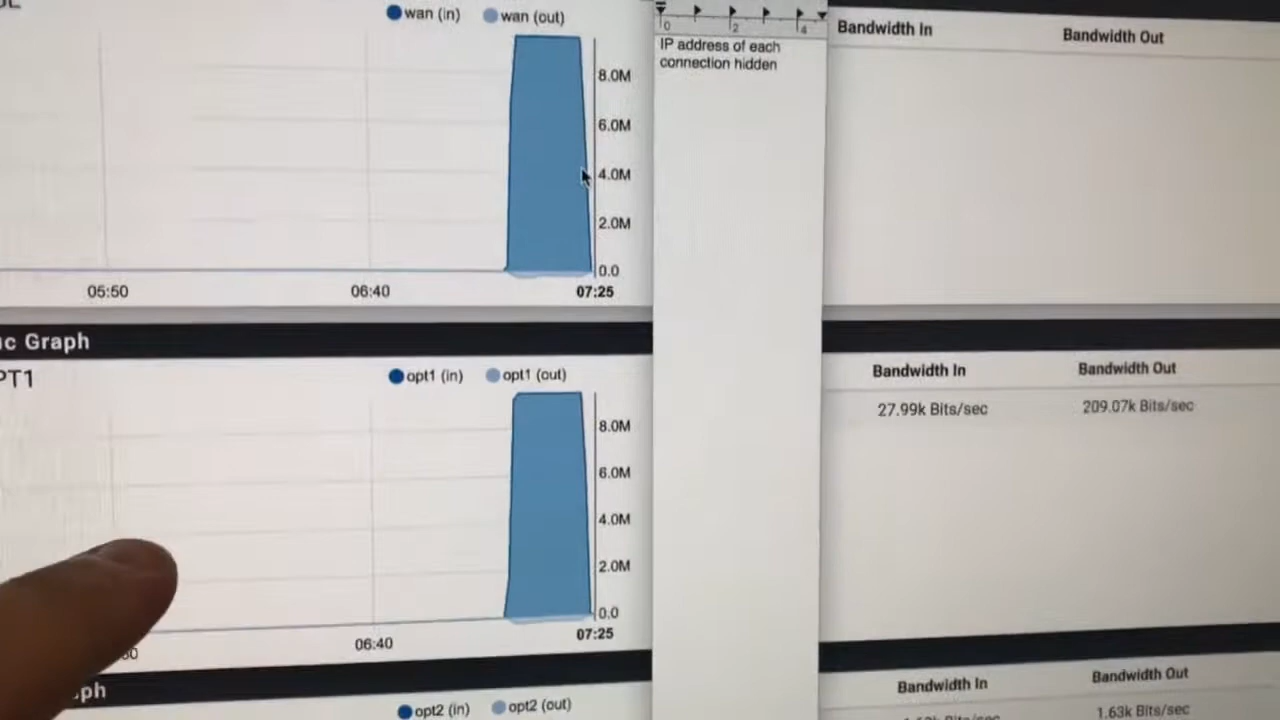 wan (in) wan (out)
8.0M
6.0M
4.0M
2.0M
0.0
05:50 06:40 07:25
0 2 4
IP address of each
connection hidden
Bandwidth In Bandwidth Out
Graph
opt1 (in) opt1 (out)
8.0M
6.0M
4.0M
2.0M
0.0
06:40 07:25
Bandwidth In Bandwidth Out
27.99k Bits/sec 209.07k Bits/sec
opt2 (in) opt2 (out)
Bandwidth In Bandwidth Out
1.63k Bits/sec